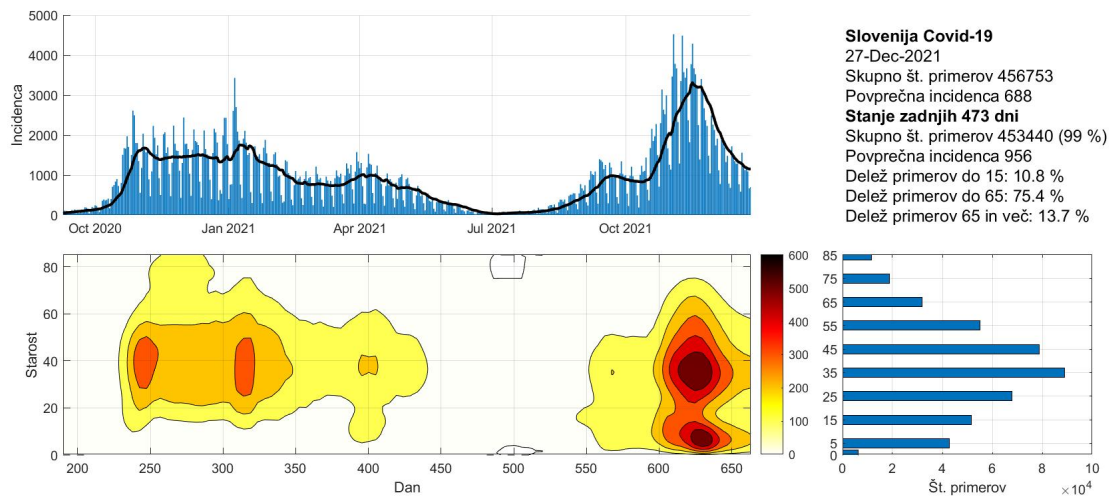 5000
4000
3000
2000
1000
0
Incidenca
Oct 2020 Jan 2021 Apr 2021 Jul 2021 Oct 2021
Slovenija Covid-19
27-Dec-2021
Skupno št. primerov 456753
Povprečna incidenca 688
Stanje zadnjih 473 dni
Skupno št. primerov 453440 (99 %)
Povprečna incidenca 956
Delež primerov do 15: 10.8 %
Delež primerov do 65: 75.4 %
Delež primerov 65 in več: 13.7 %
80
60
40
20
0
Starost
200 250 300 350 400 450 500 550 600 650
Dan
600
500
400
300
200
100
0
85
75
65
55
45
35
25
15
5
0
0 2 4 6 8 10
Št. primerov
×10⁴